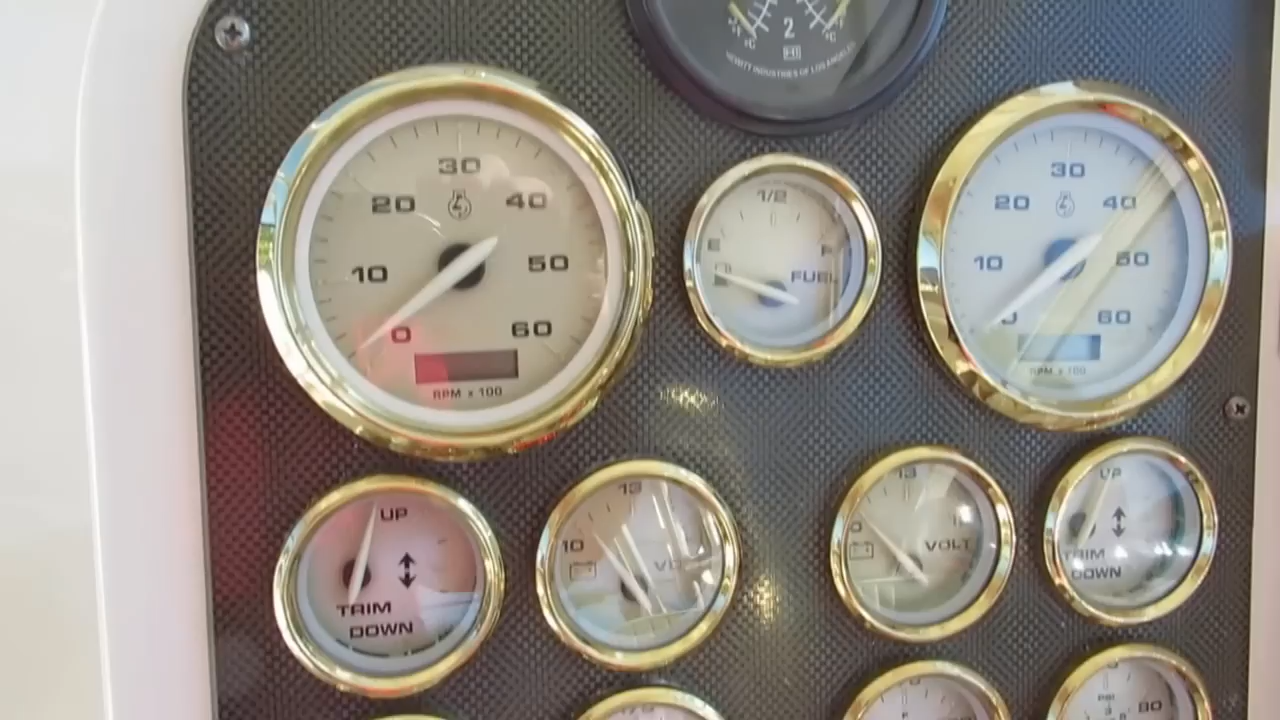 °C 2 °C
HEWITT INDUSTRIES OF LOS ANGELES
30
20 40
10 50
0 60
RPM x 100
1/2
E F
FUEL
30
20 40
10 50
60
RPM x 100
UP
TRIM
DOWN
13
10
13
VOLT
UP
TRIM
DOWN
PSI
80